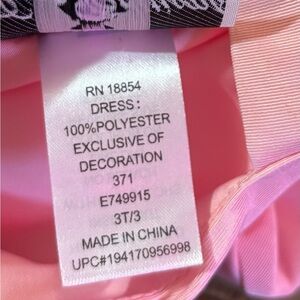 RN 18854
DRESS :
100%POLYESTER
EXCLUSIVE OF
DECORATION
371
E749915
3T/3
MADE IN CHINA
UPC#194170956998